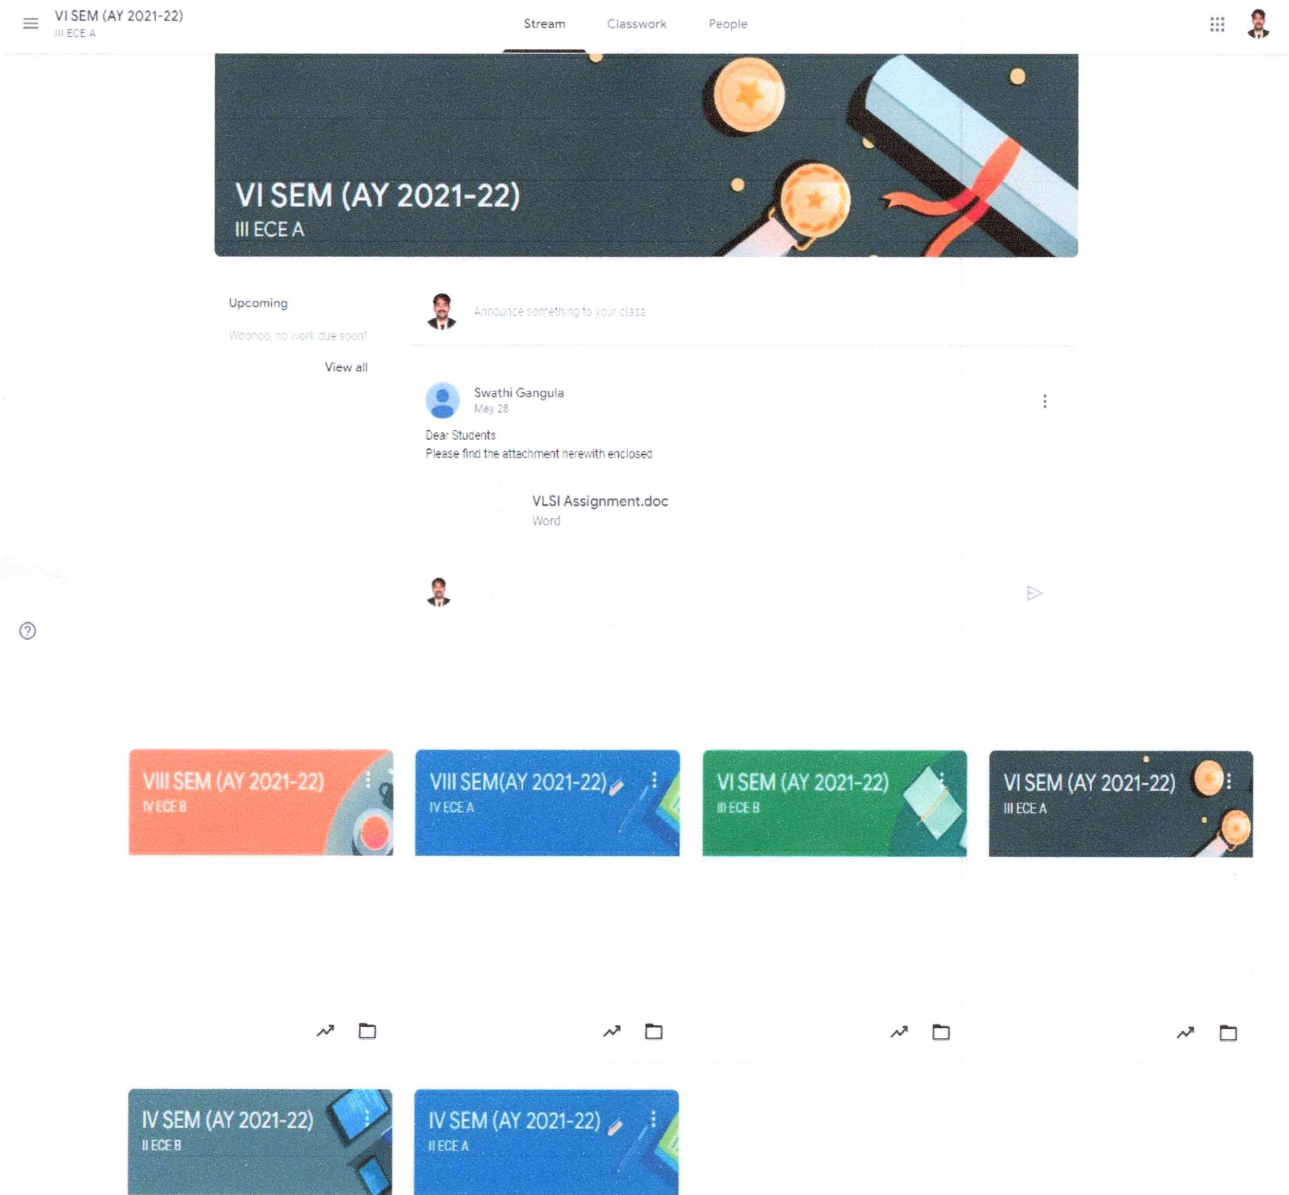 VI SEM (AY 2021-22)
III ECE A
Stream
Classwork
People
VI SEM (AY 2021-22)
III ECE A
Upcoming
Woohoo, no work due soon!
View all
Announce something to your class
Swathi Gangula
May 28
Dear Students
Please find the attachment herewith enclosed
VLSI Assignment.doc
Word
VIII SEM (AY 2021-22)
IV ECE B
VIII SEM(AY 2021-22)
IV ECE A
VI SEM (AY 2021-22)
III ECE B
VI SEM (AY 2021-22)
III ECE A
IV SEM (AY 2021-22)
II ECE B
IV SEM (AY 2021-22)
II ECE A